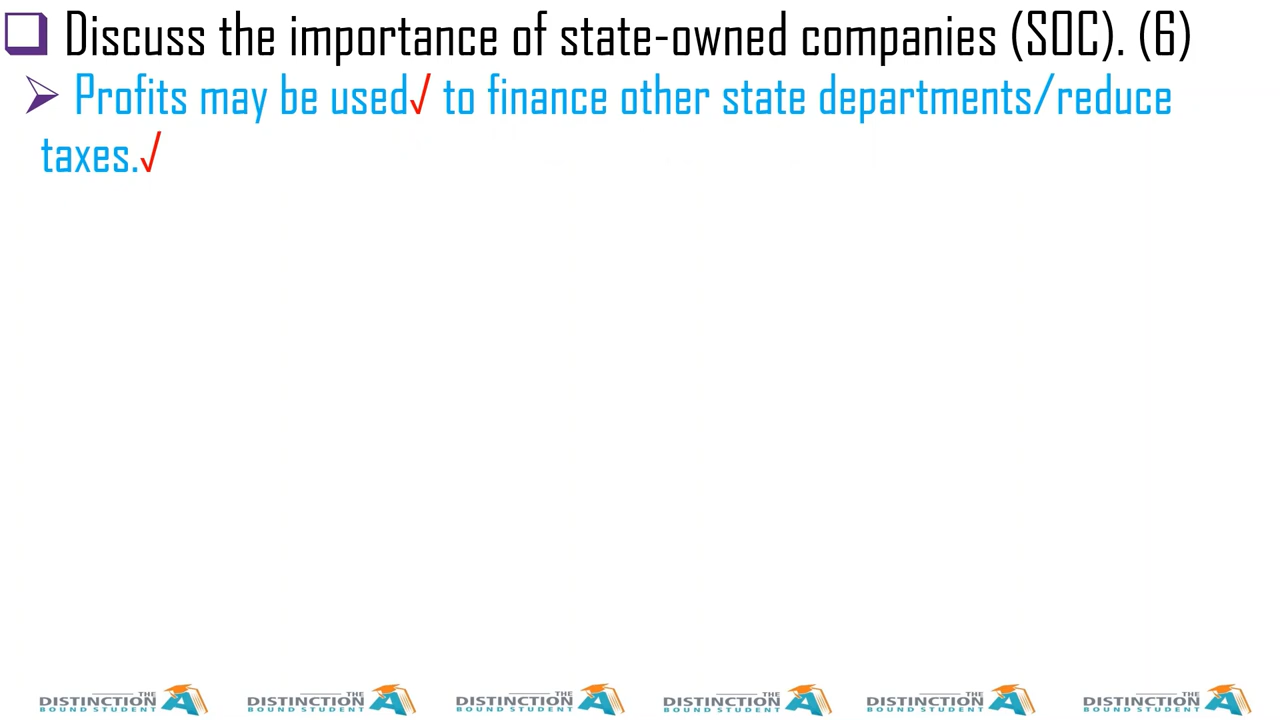 Discuss the importance of state-owned companies (SOC). (6)
Profits may be used√ to finance other state departments/reduce
taxes.√
THE DISTINCTION BOUND STUDENT A
THE DISTINCTION BOUND STUDENT A
THE DISTINCTION BOUND STUDENT A
THE DISTINCTION BOUND STUDENT A
THE DISTINCTION BOUND STUDENT A
THE DISTINCTION BOUND STUDENT A